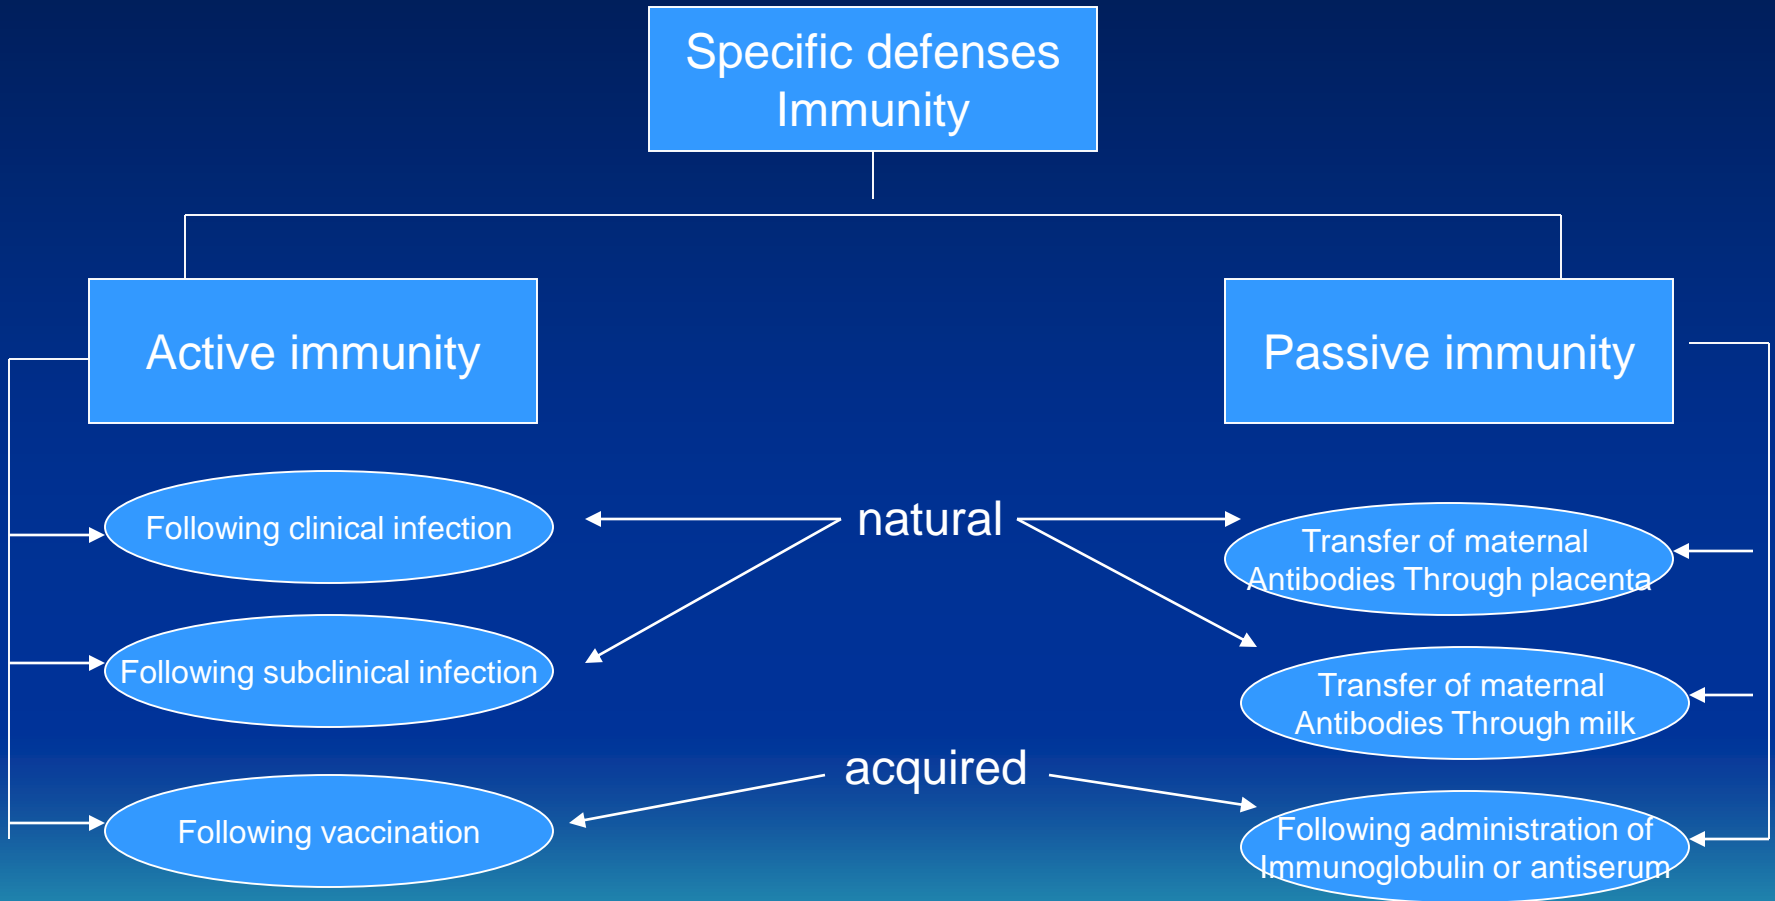 Specific defenses
Immunity
Active immunity
Passive immunity
Following clinical infection
natural
Transfer of maternal
Antibodies Through placenta
Following subclinical infection
Transfer of maternal
Antibodies Through milk
acquired
Following vaccination
Following administration of
Immunoglobulin or antiserum